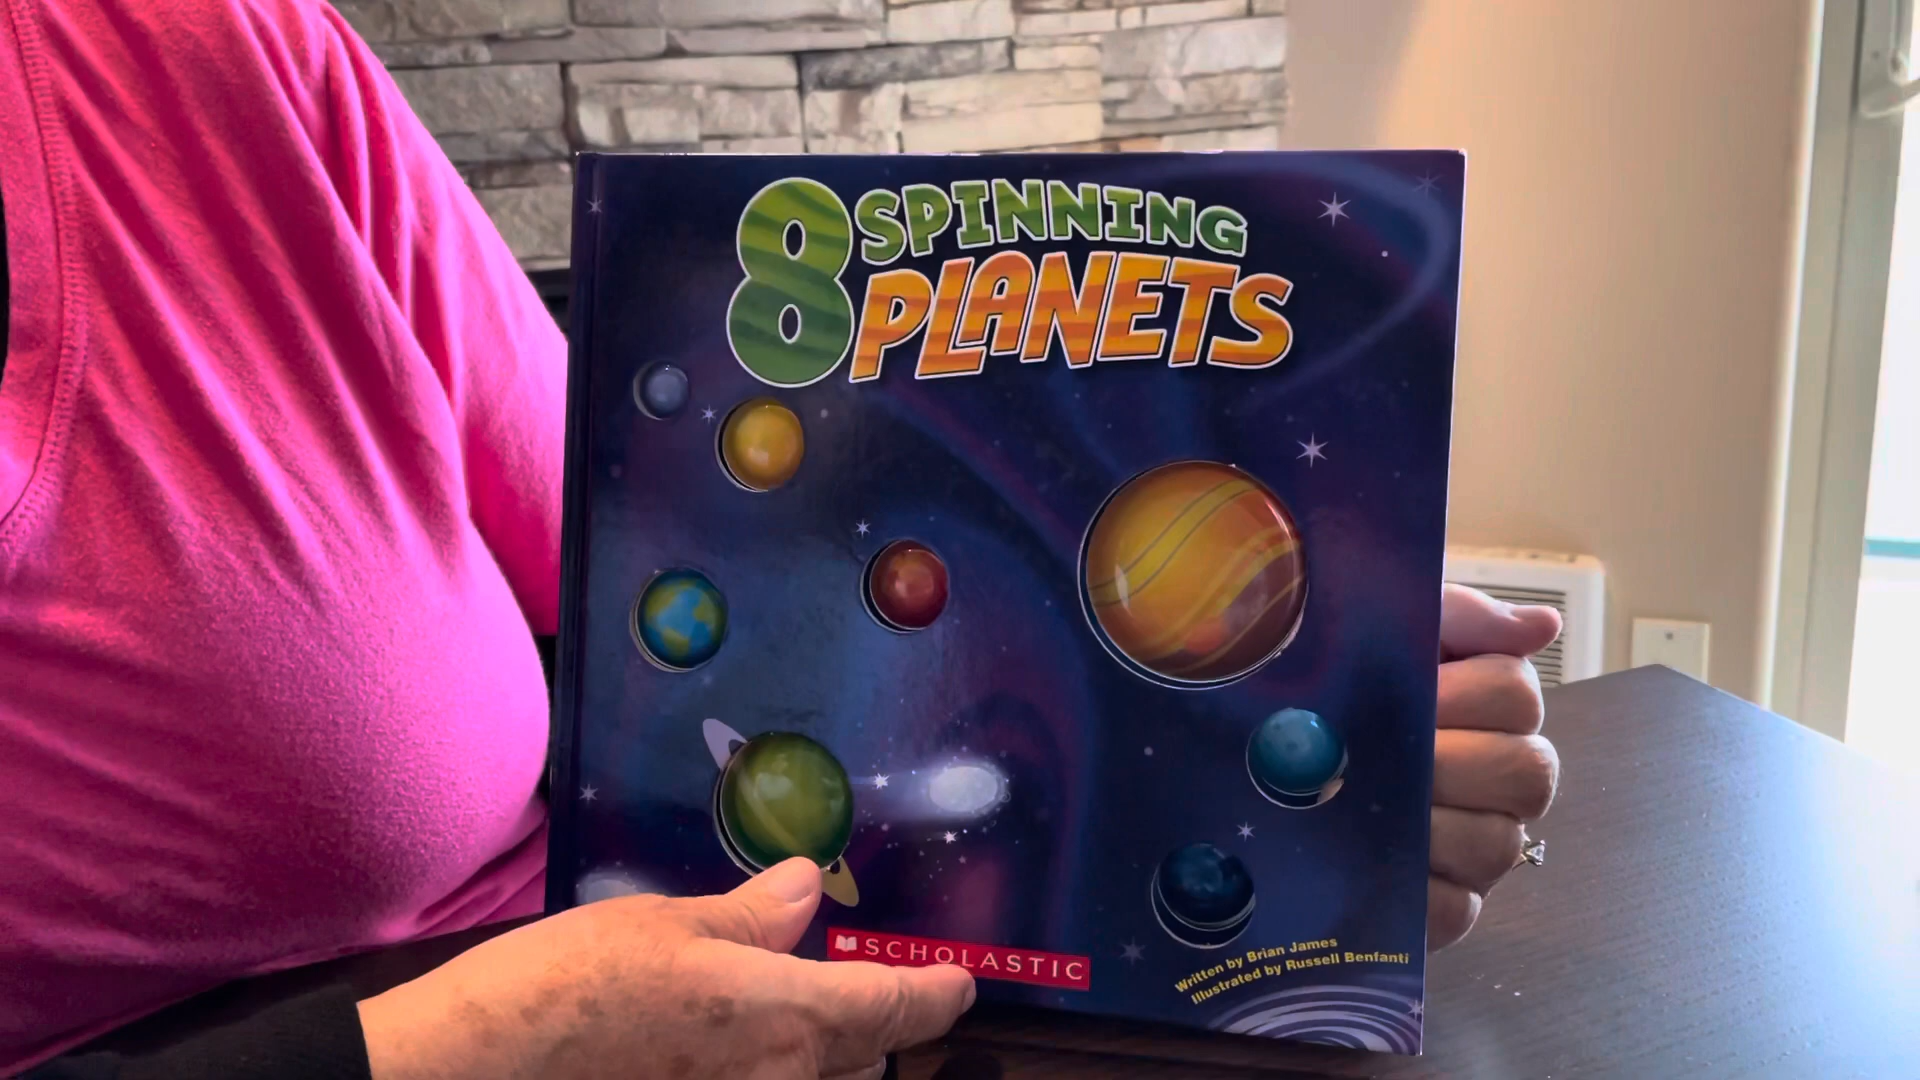 8 SPINNING
PLANETS
SCHOLASTIC
Written by Brian James
Illustrated by Russell Benfanti